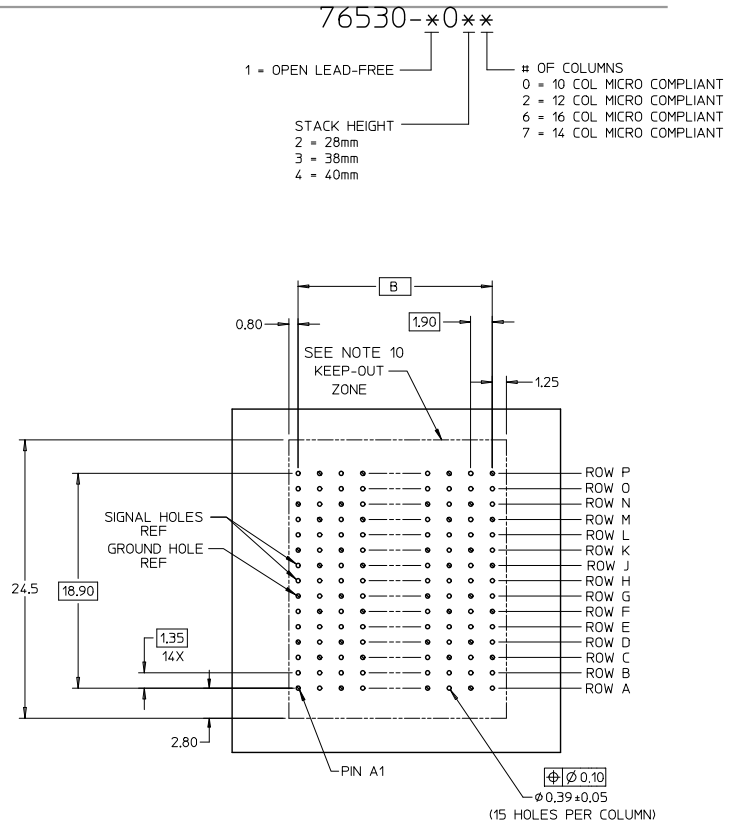 76530-*0**
1 = OPEN LEAD-FREE
# OF COLUMNS
0 = 10 COL MICRO COMPLIANT
2 = 12 COL MICRO COMPLIANT
6 = 16 COL MICRO COMPLIANT
7 = 14 COL MICRO COMPLIANT
STACK HEIGHT
2 = 28mm
3 = 38mm
4 = 40mm
B
0.80
1.90
SEE NOTE 10
KEEP-OUT
ZONE
1.25
ROW P
ROW O
ROW N
ROW M
ROW L
ROW K
ROW J
ROW H
ROW G
ROW F
ROW E
ROW D
ROW C
ROW B
ROW A
SIGNAL HOLES
REF
GROUND HOLE
REF
24.5
18.90
1.35
14X
2.80
PIN A1
⌖ Ø 0.10
Ø 0.39 ±0.05
(15 HOLES PER COLUMN)